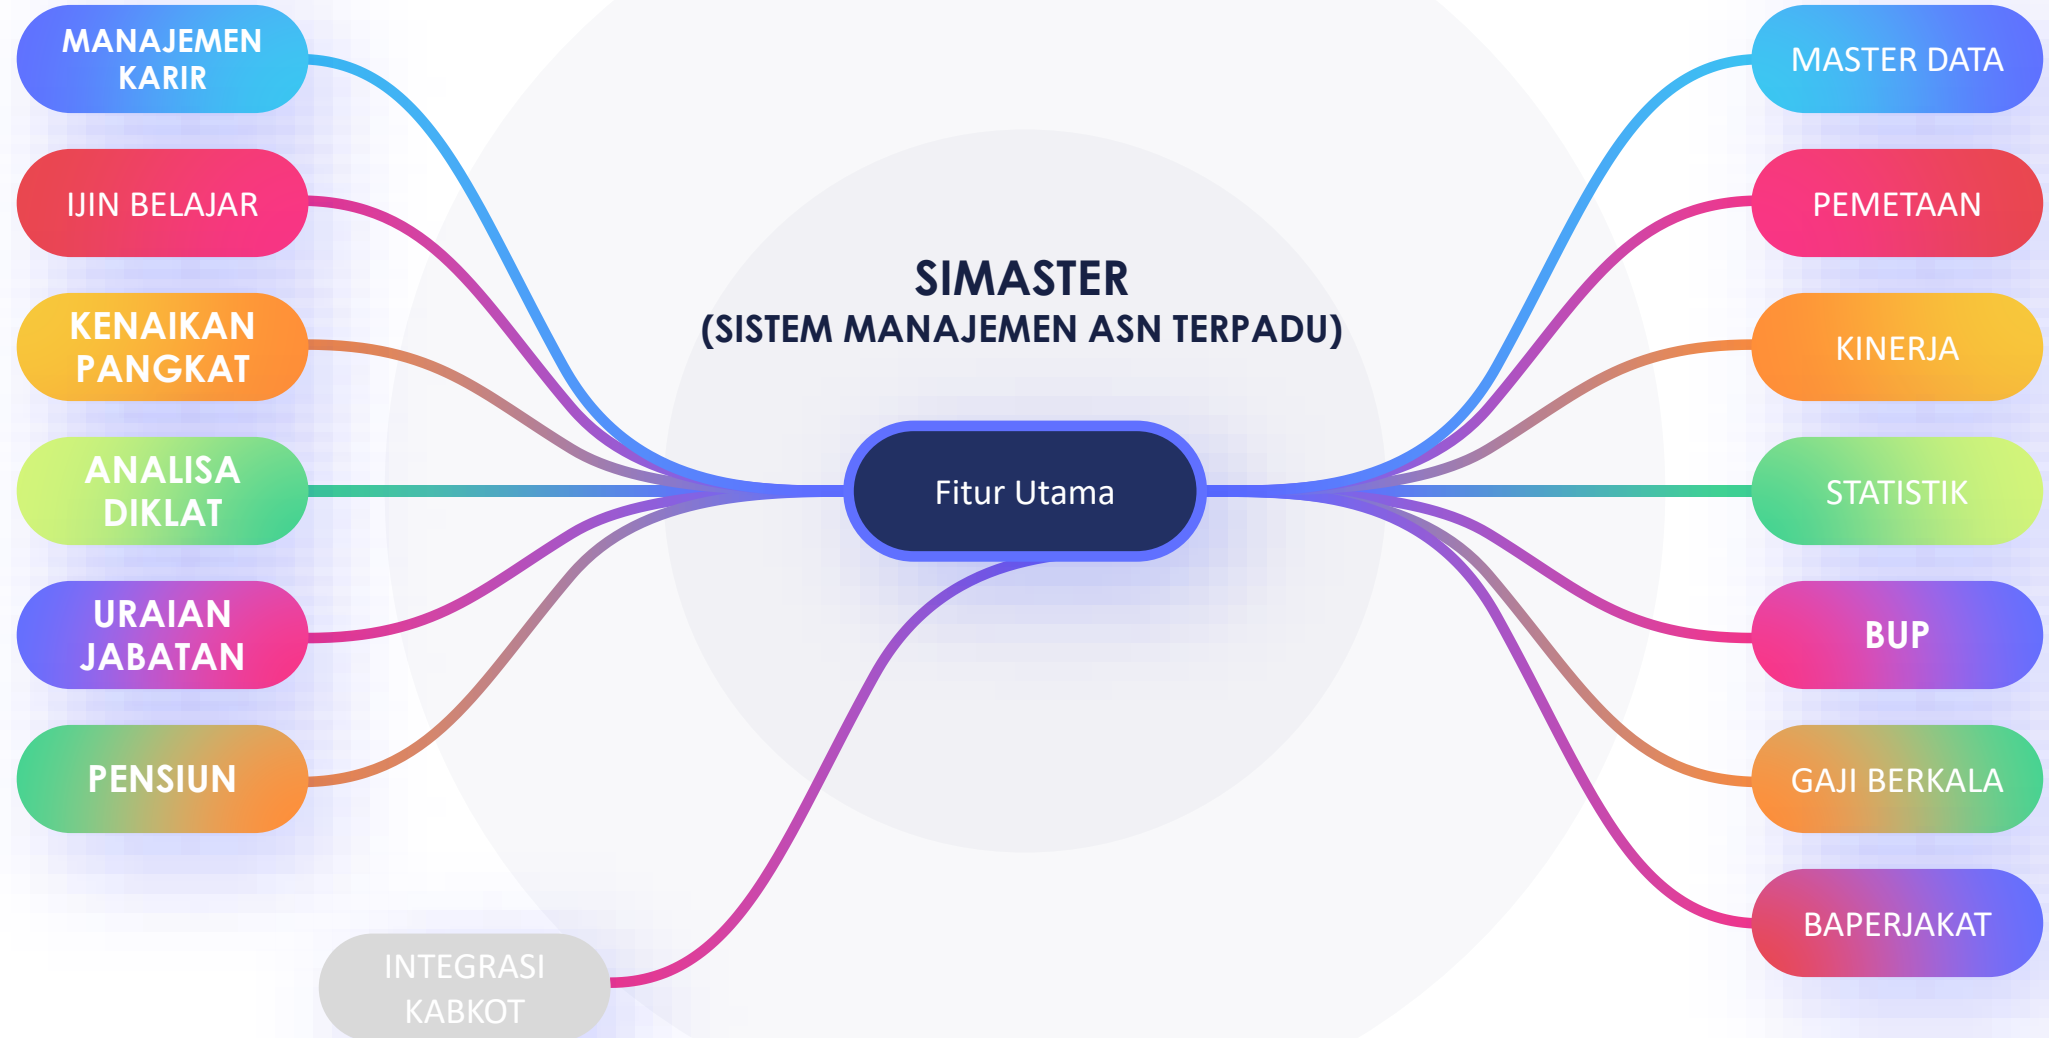 SIMASTER
(SISTEM MANAJEMEN ASN TERPADU)
Fitur Utama
MANAJEMEN
KARIR
IJIN BELAJAR
KENAIKAN
PANGKAT
ANALISA
DIKLAT
URAIAN
JABATAN
PENSIUN
INTEGRASI
KABKOT
MASTER DATA
PEMETAAN
KINERJA
STATISTIK
BUP
GAJI BERKALA
BAPERJAKAT